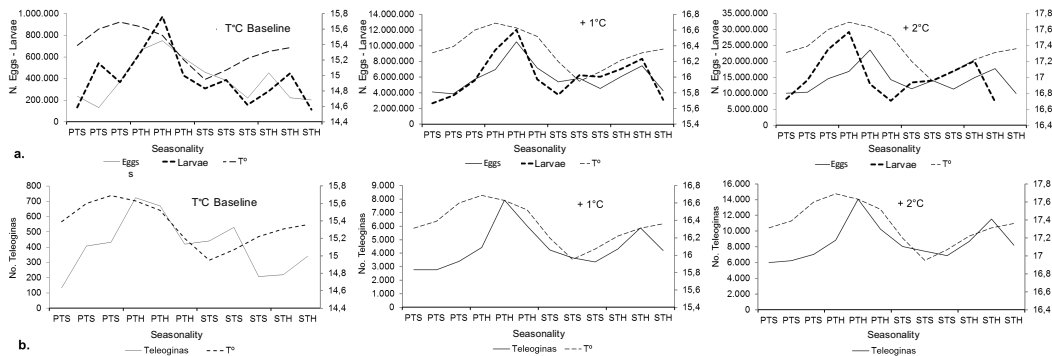 T°C Baseline
N. Eggs - Larvae
1.000.000
800.000
600.000
400.000
200.000
0
15,8
15,6
15,4
15,2
15
14,8
14,6
14,4
PTS PTS PTS PTH PTH PTH STS STS STS STH STH STH
Seasonality
Eggs
Larvae
T°
+ 1°C
N. Eggs - Larvae
14.000.000
12.000.000
10.000.000
8.000.000
6.000.000
4.000.000
2.000.000
0
16,8
16,6
16,4
16,2
16
15,8
15,6
15,4
PTS PTS PTS PTH PTH PTH STS STS STS STH STH STH
Seasonality
Eggs
Larvae
T°
+ 2°C
N. Eggs - Larvae
35.000.000
30.000.000
25.000.000
20.000.000
15.000.000
10.000.000
5.000.000
0
17,8
17,6
17,4
17,2
17
16,8
16,6
16,4
PTS PTS PTS PTH PTH PTH STS STS STS STH STH STH
Seasonality
Eggs
Larvae
T°
a.
T°C Baseline
No. Teleoginas
800
700
600
500
400
300
200
100
0
15,8
15,6
15,4
15,2
15
14,8
14,6
14,4
PTS PTS PTS PTH PTH PTH STS STS STS STH STH STH
Seasonality
Teleoginas
T°
+ 1°C
No. Teleoginas
9.000
8.000
7.000
6.000
5.000
4.000
3.000
2.000
1.000
0.000
16,8
16,6
16,4
16,2
16
15,8
15,6
15,4
PTS PTS PTS PTH PTH PTH STS STS STS STH STH STH
Seasonality
Teleoginas
T°
+ 2°C
No. Teleoginas
16.000
14.000
12.000
10.000
8.000
6.000
4.000
2.000
0.000
17,8
17,6
17,4
17,2
17
16,8
16,6
16,4
PTS PTS PTS PTH PTH PTH STS STS STS STH STH STH
Seasonality
Teleoginas
T°
b.